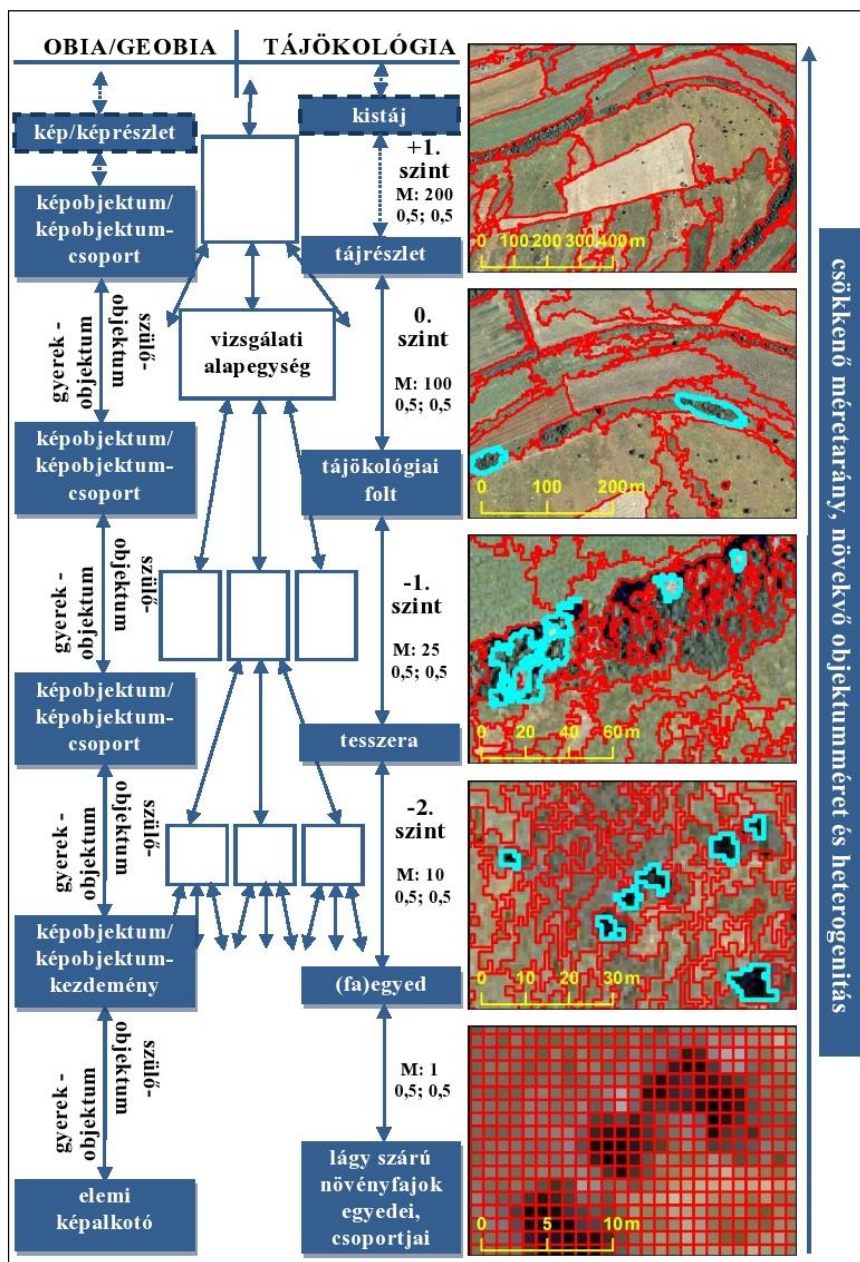 OBIA/GEOBIA
TÁJÖKOLÓGIA
kép/képrészlet
kistáj
+1.
szint
M: 200
0,5; 0,5
képobjektum/
képobjektum-
csoport
tájrészlet
0 100 200 300 400 m
gyerek -
objektum
szülő-
objektum
vizsgálati
alapegység
0.
szint
M: 100
0,5; 0,5
képobjektum/
képobjektum-
csoport
tájökológiai
folt
0 100 200 m
gyerek -
objektum
szülő-
objektum
-1.
szint
M: 25
0,5; 0,5
képobjektum/
képobjektum-
csoport
tesszera
0 20 40 60 m
gyerek -
objektum
szülő-
objektum
-2.
szint
M: 10
0,5; 0,5
képobjektum/
képobjektum-
kezdemény
(fa)egyed
0 10 20 30 m
gyerek -
objektum
szülő-
objektum
M: 1
0,5; 0,5
elemi
képalkotó
lágy szárú
növényfajok
egyedei,
csoportjai
0 5 10 m
csökkenő méretarány, növekvő objektumméret és heterogenitás